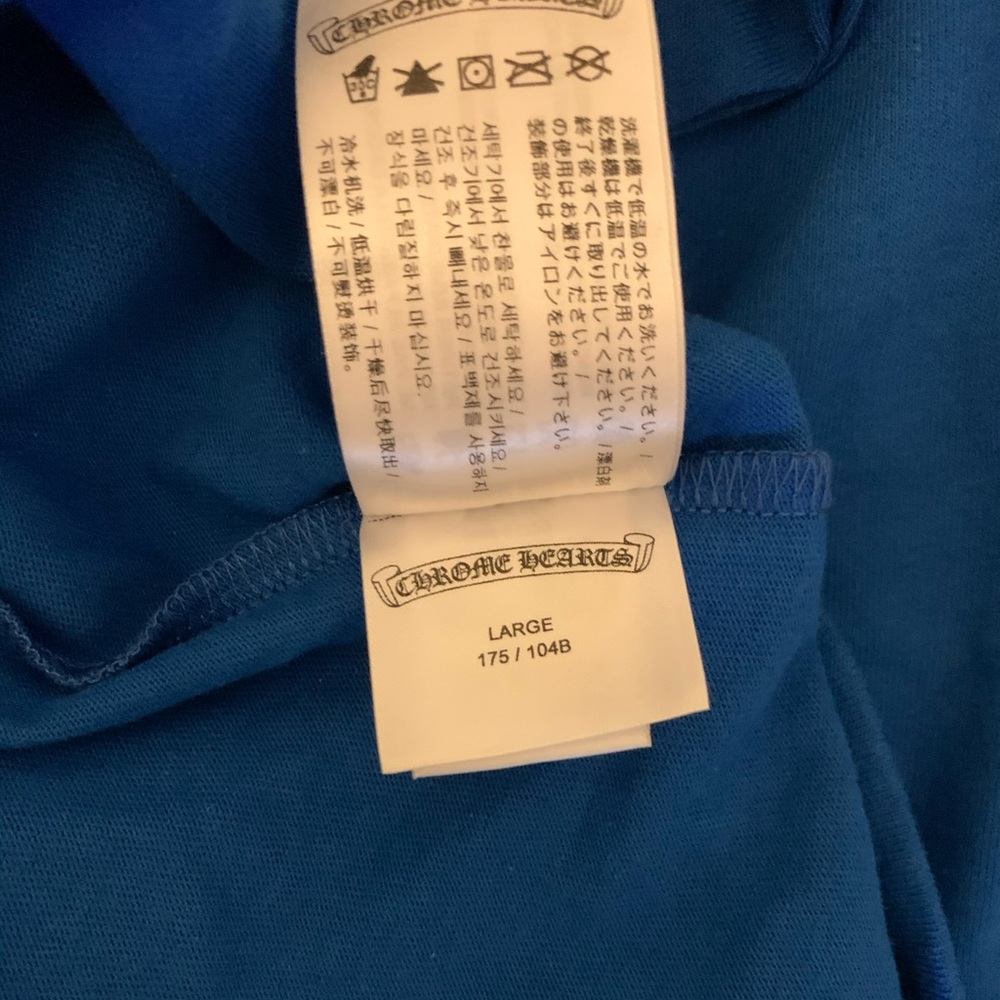 CHROME HEARTS
30C
洗濯機で低温の水でお洗いください。/
乾燥機は低温でご使用ください。/
終了後すぐに取り出してください。/漂白剤
の使用はお避けください。/
装飾部分はアイロンをお避け下さい。
세탁기에서 찬물로 세탁하세요/
건조기에서 낮은 온도로 건조시키세요/
건조 후 즉시 빼내세요/표백제를 사용하지
마세요/
장식을 다림질하지 마십시요.
冷水机洗/低温烘干/干燥后尽快取出/
不可漂白/不可熨烫装饰。
CHROME HEARTS
LARGE
175 / 104B